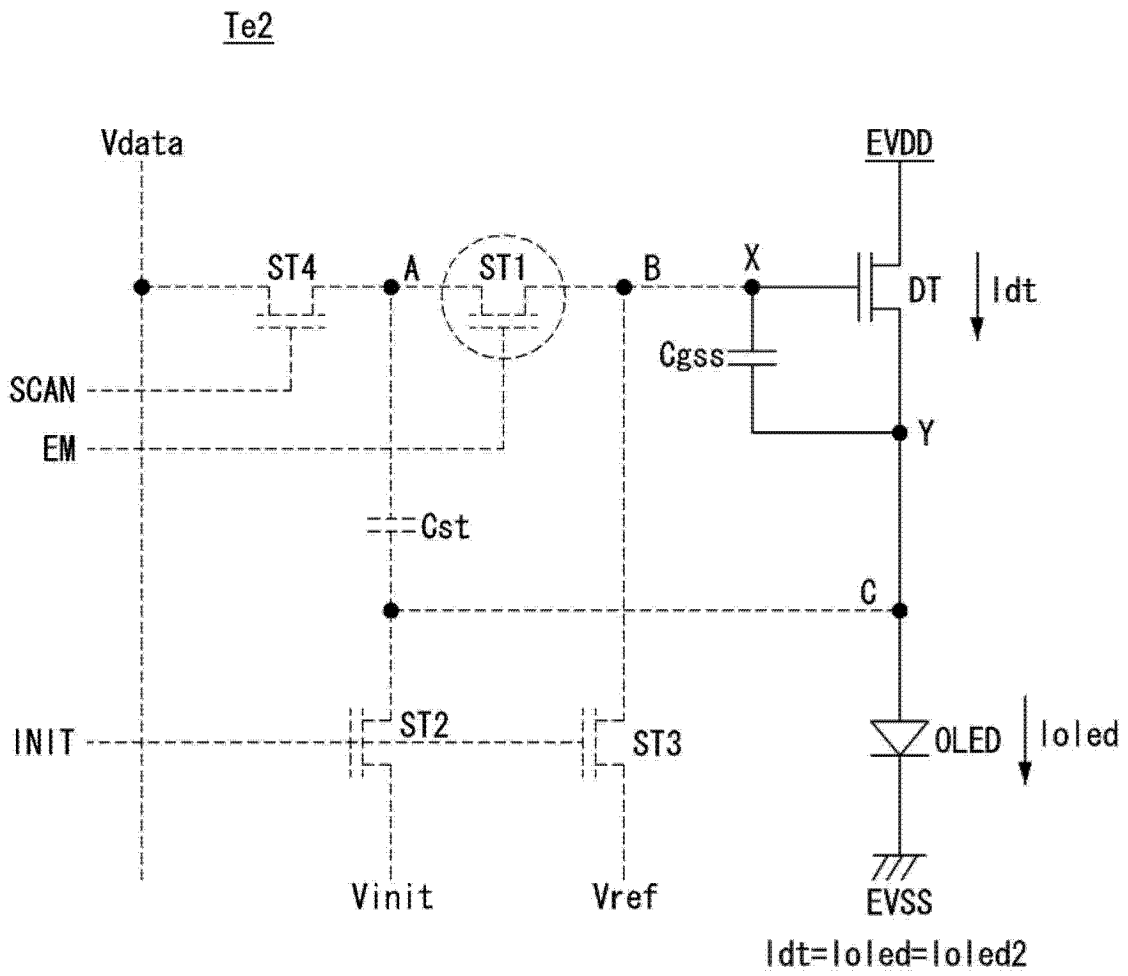 Te2
Vdata
EVDD
ST4
A
ST1
B
X
DT
Idt
Cgss
SCAN
EM
Y
Cst
C
INIT
ST2
ST3
OLED
Ioled
Vinit
Vref
EVSS
Idt=Ioled=Ioled2